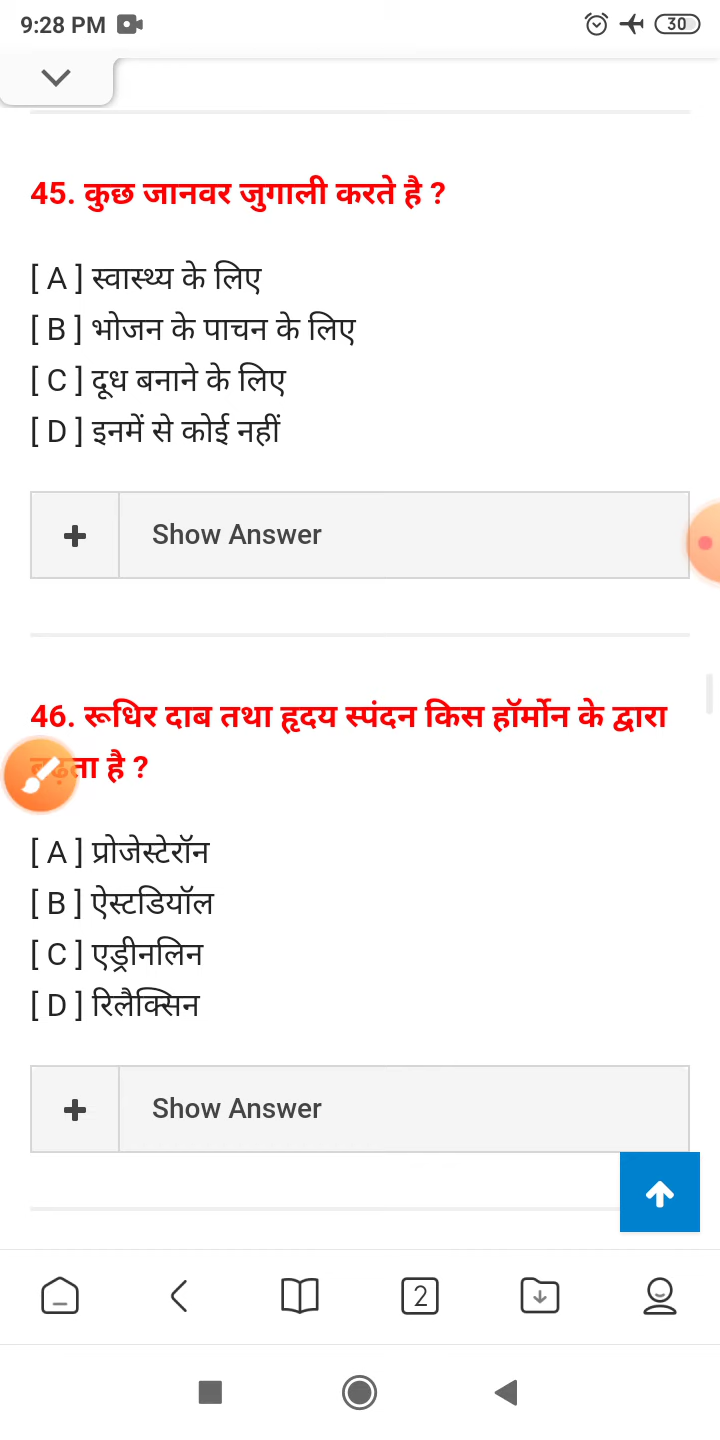 9:28 PM
30
45. कुछ जानवर जुगाली करते है ?
[ A ] स्वास्थ्य के लिए
[ B ] भोजन के पाचन के लिए
[ C ] दूध बनाने के लिए
[ D ] इनमें से कोई नहीं
Show Answer
46. रूधिर दाब तथा हृदय स्पंदन किस हॉर्मोन के द्वारा
है ?
[ A ] प्रोजेस्टेरॉन
[ B ] ऐस्टडियॉल
[ C ] एड्रीनलिन
[ D ] रिलैक्सिन
Show Answer
2